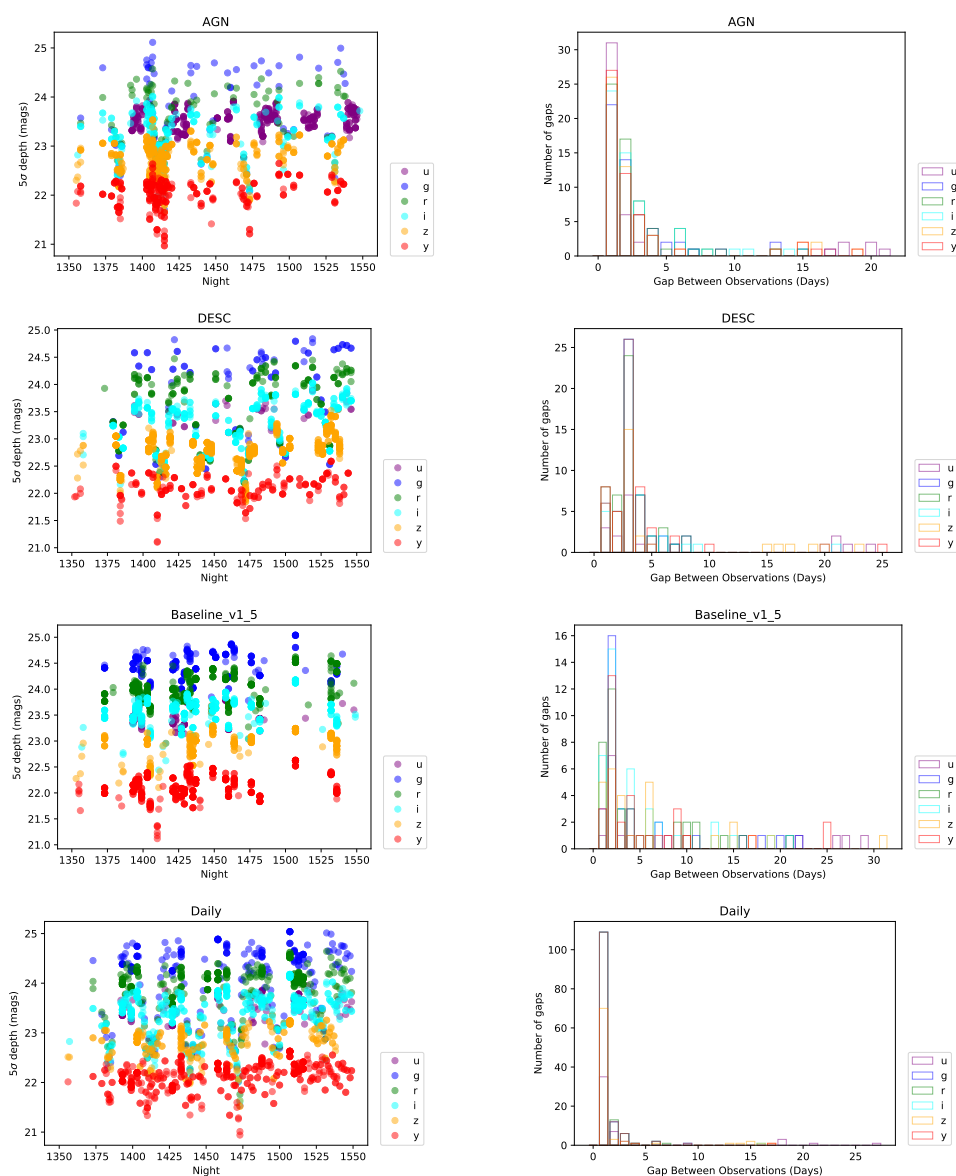 AGN
5σ depth (mags)
25
24
23
22
21
1350 1375 1400 1425 1450 1475 1500 1525 1550
Night
u
g
r
i
z
y
AGN
Number of gaps
30
25
20
15
10
5
0
0 5 10 15 20
Gap Between Observations (Days)
u
g
r
i
z
y
DESC
5σ depth (mags)
25.0
24.5
24.0
23.5
23.0
22.5
22.0
21.5
21.0
1350 1375 1400 1425 1450 1475 1500 1525 1550
Night
u
g
r
i
z
y
DESC
Number of gaps
25
20
15
10
5
0
0 5 10 15 20 25
Gap Between Observations (Days)
u
g
r
i
z
y
Baseline_v1_5
5σ depth (mags)
25.0
24.5
24.0
23.5
23.0
22.5
22.0
21.5
21.0
1350 1375 1400 1425 1450 1475 1500 1525 1550
Night
u
g
r
i
z
y
Baseline_v1_5
Number of gaps
16
14
12
10
8
6
4
2
0
0 5 10 15 20 25 30
Gap Between Observations (Days)
u
g
r
i
z
y
Daily
5σ depth (mags)
25
24
23
22
21
1350 1375 1400 1425 1450 1475 1500 1525 1550
Night
u
g
r
i
z
y
Daily
Number of gaps
100
80
60
40
20
0
0 5 10 15 20 25
Gap Between Observations (Days)
u
g
r
i
z
y